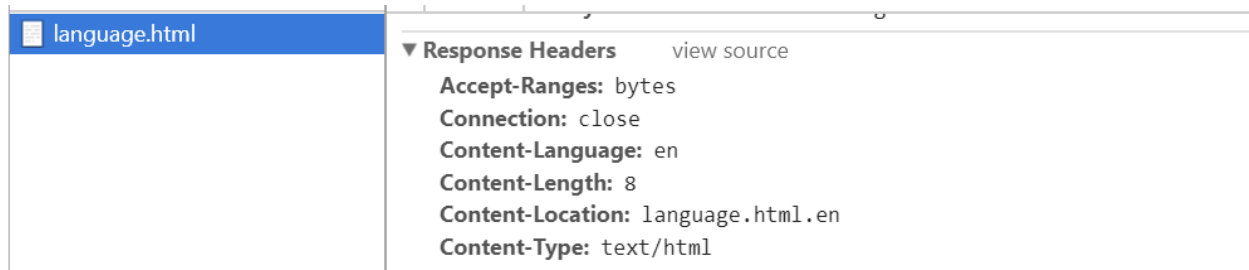 language.html
Response Headers view source
Accept-Ranges: bytes
Connection: close
Content-Language: en
Content-Length: 8
Content-Location: language.html.en
Content-Type: text/html